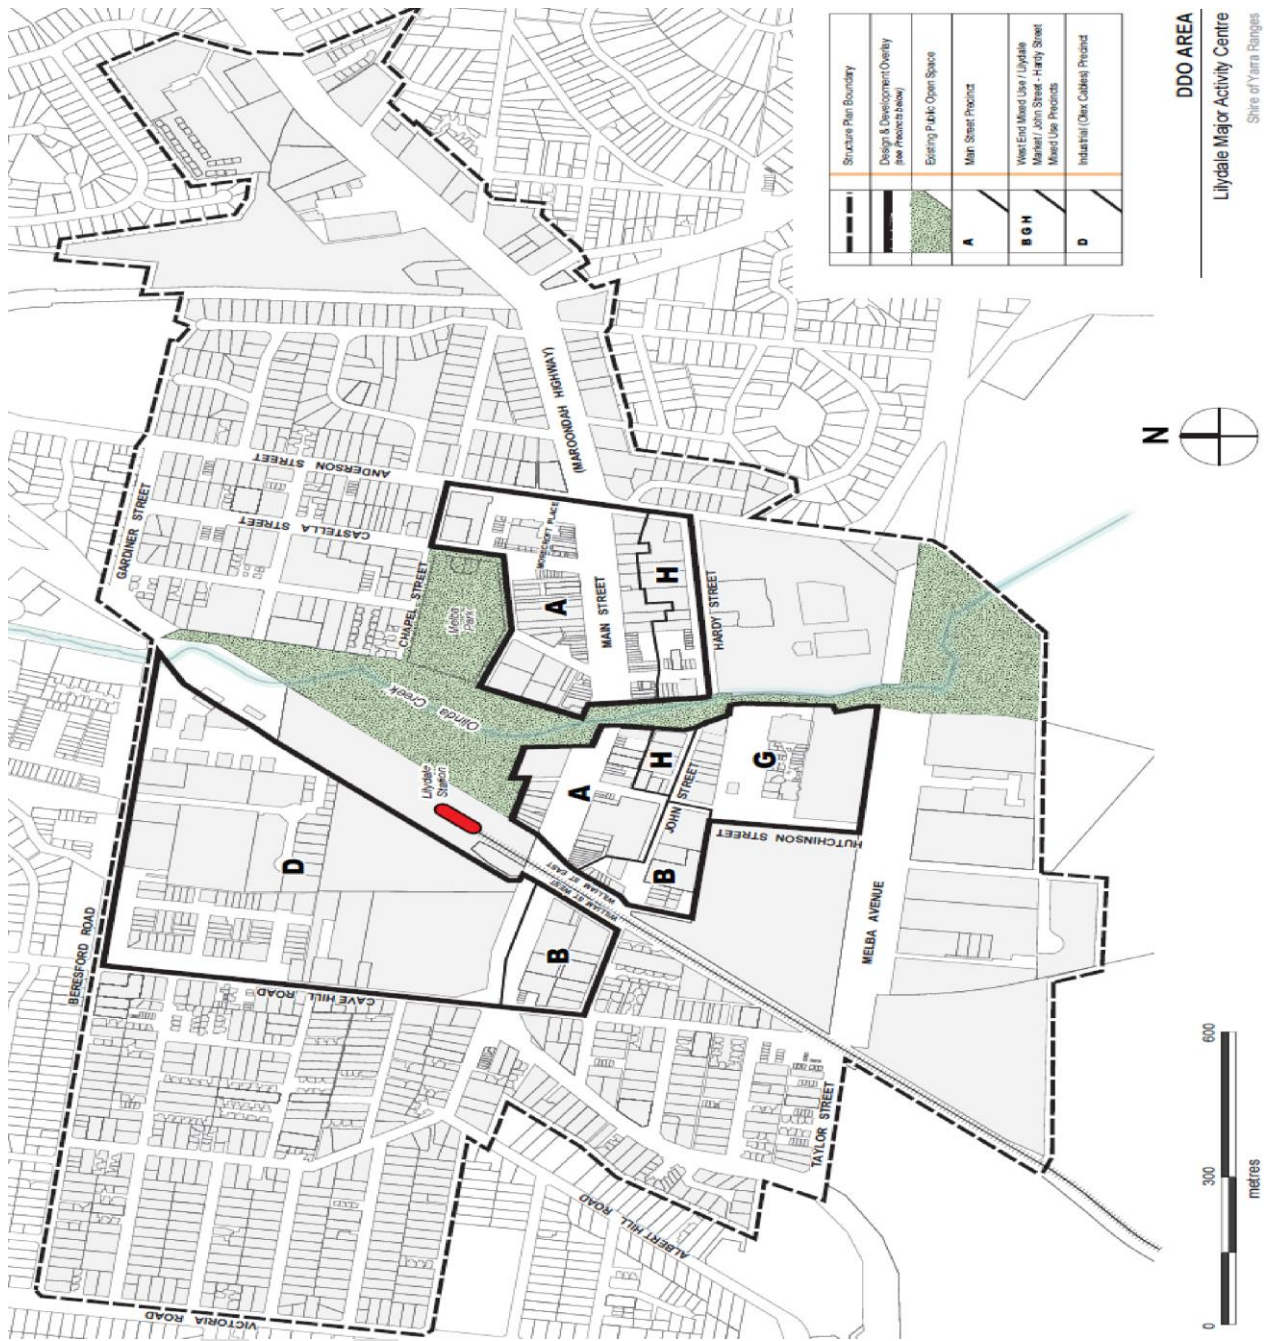 DDO AREA
Lilydale Major Activity Centre
Shire of Yarra Ranges
Structure Plan Boundary
Design & Development Overlay
(see Precincts below)
Existing Public Open Space
A
Main Street Precinct
B G H
West End Mixed Use / Lilydale
Market / John Street - Hardy Street
Mixed Use Precincts
D
Industrial (Olex Cables) Precinct
N
VICTORIA ROAD
BERESFORD ROAD
CAVE HILL ROAD
ALBERT HILL ROAD
TAYLOR STREET
MELBA AVENUE
HUTCHINSON STREET
WILLIAM ST WEST
WILLIAM ST EAST
JOHN STREET
HARDY STREET
MAIN STREET
(MAROONDAH HIGHWAY)
MORECROFT PLACE
CHAPEL STREET
CASTELLA STREET
ANDERSON STREET
GARDINER STREET
Melba
Park
Olinda Creek
Lilydale
Station
D
B
B
A
H
G
A
H
0 300 600
metres